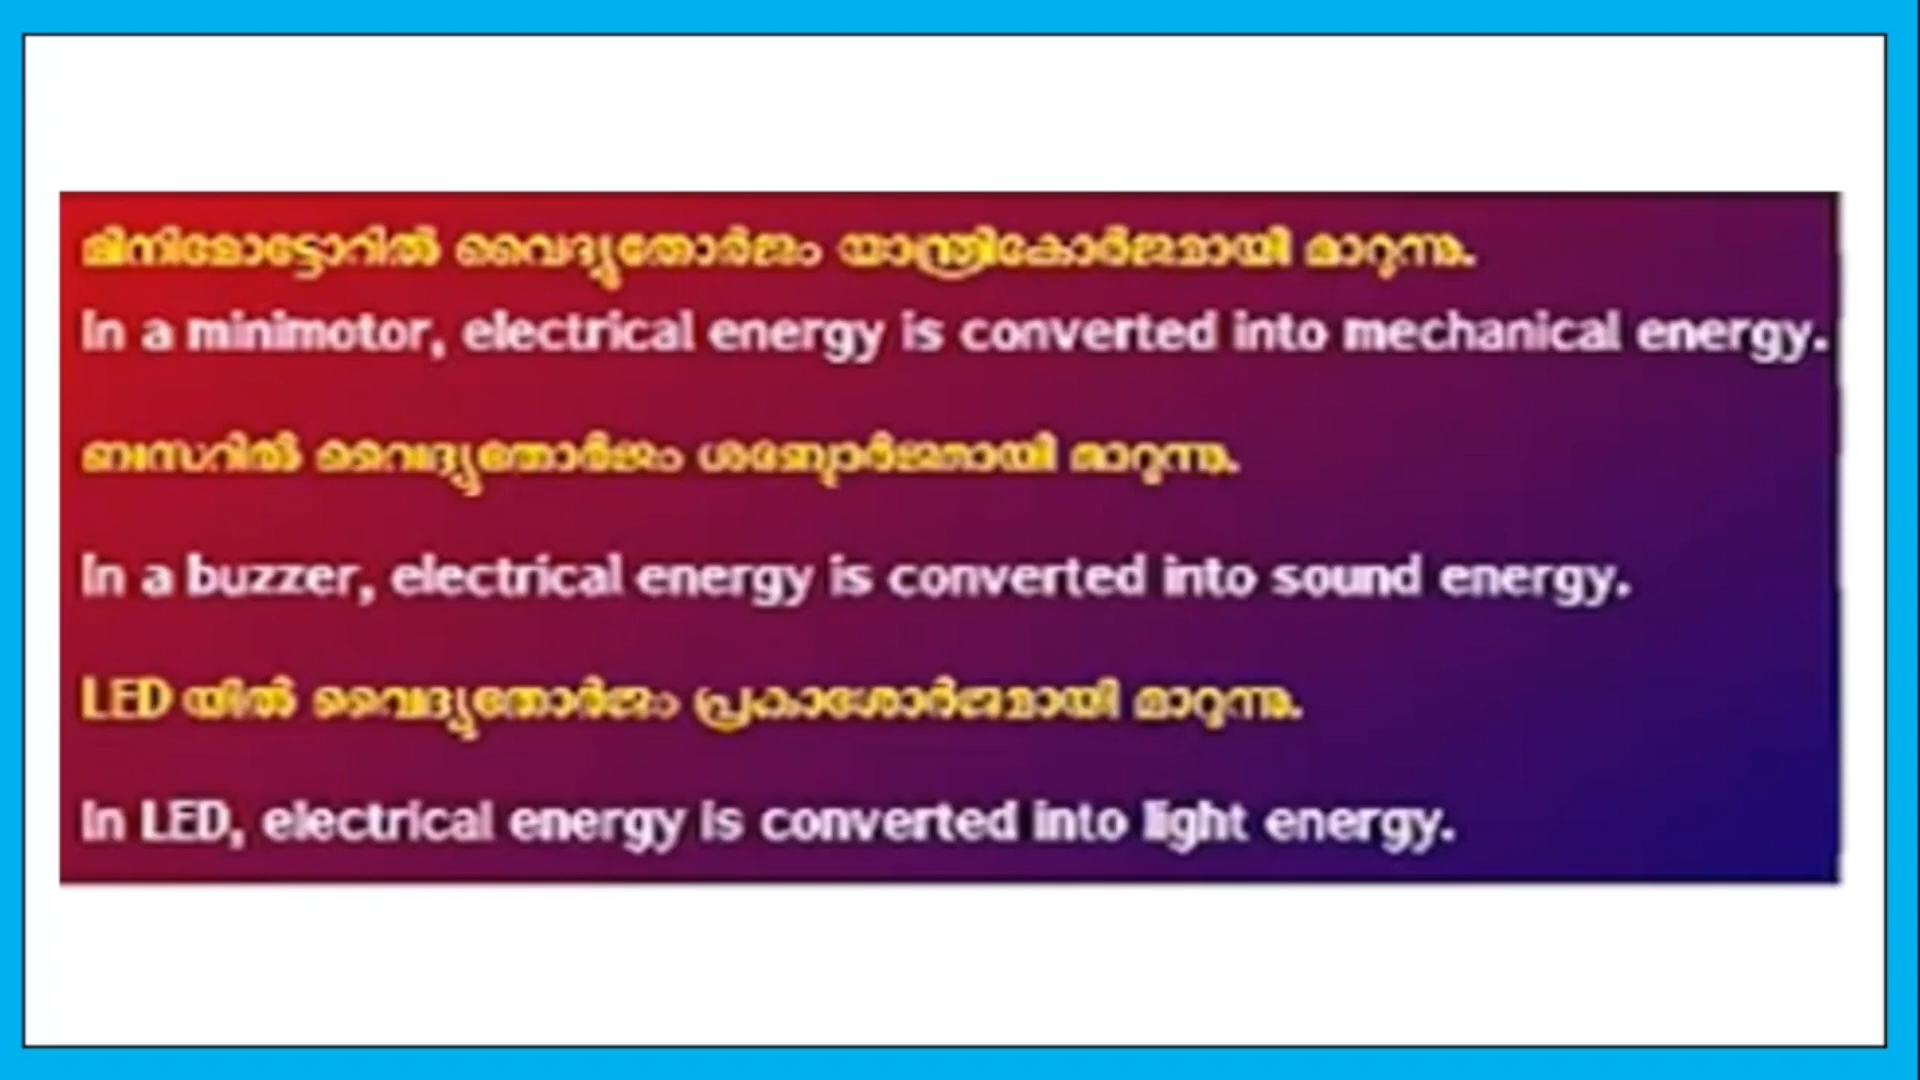 മിനിമോട്ടോറിൽ വൈദ്യുതോർജം യാന്ത്രികോർജമായി മാറുന്നു.
In a minimotor, electrical energy is converted into mechanical energy.
ബസറിൽ വൈദ്യുതോർജം ശബ്ദോർജമായി മാറുന്നു.
In a buzzer, electrical energy is converted into sound energy.
LED യിൽ വൈദ്യുതോർജം പ്രകാശോർജമായി മാറുന്നു.
In LED, electrical energy is converted into light energy.